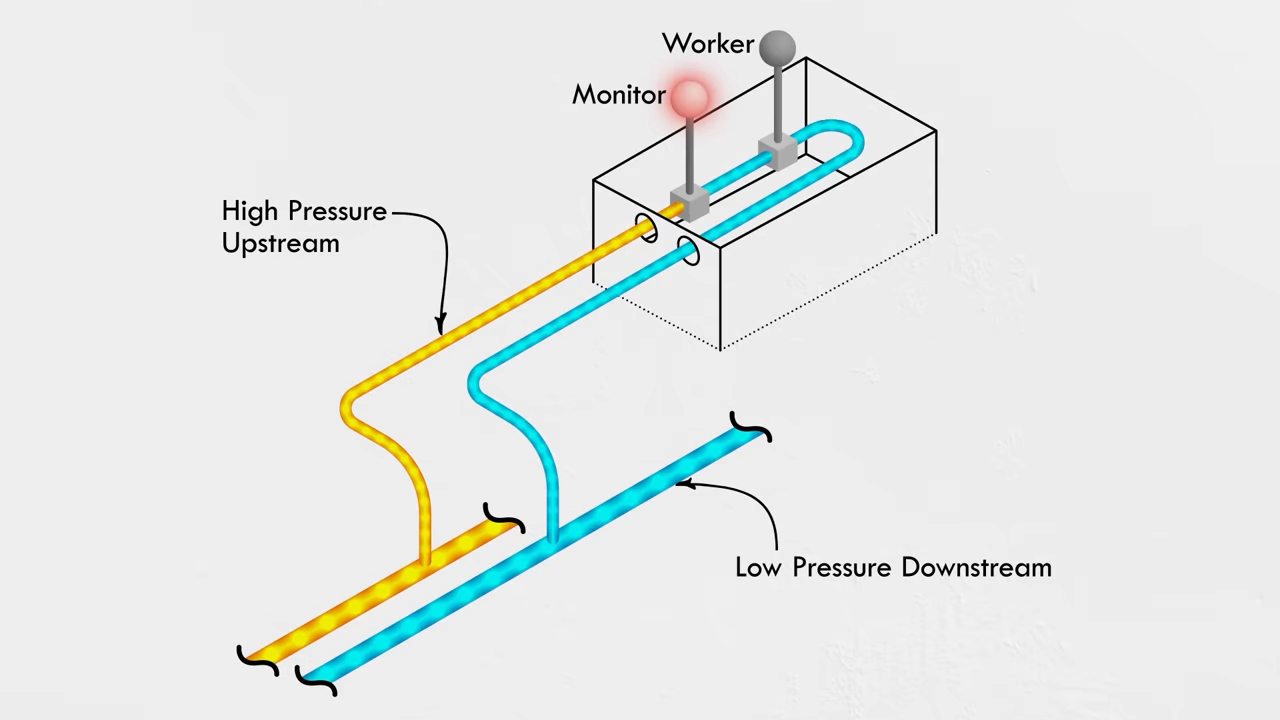 Worker
Monitor
High Pressure
Upstream
Low Pressure Downstream